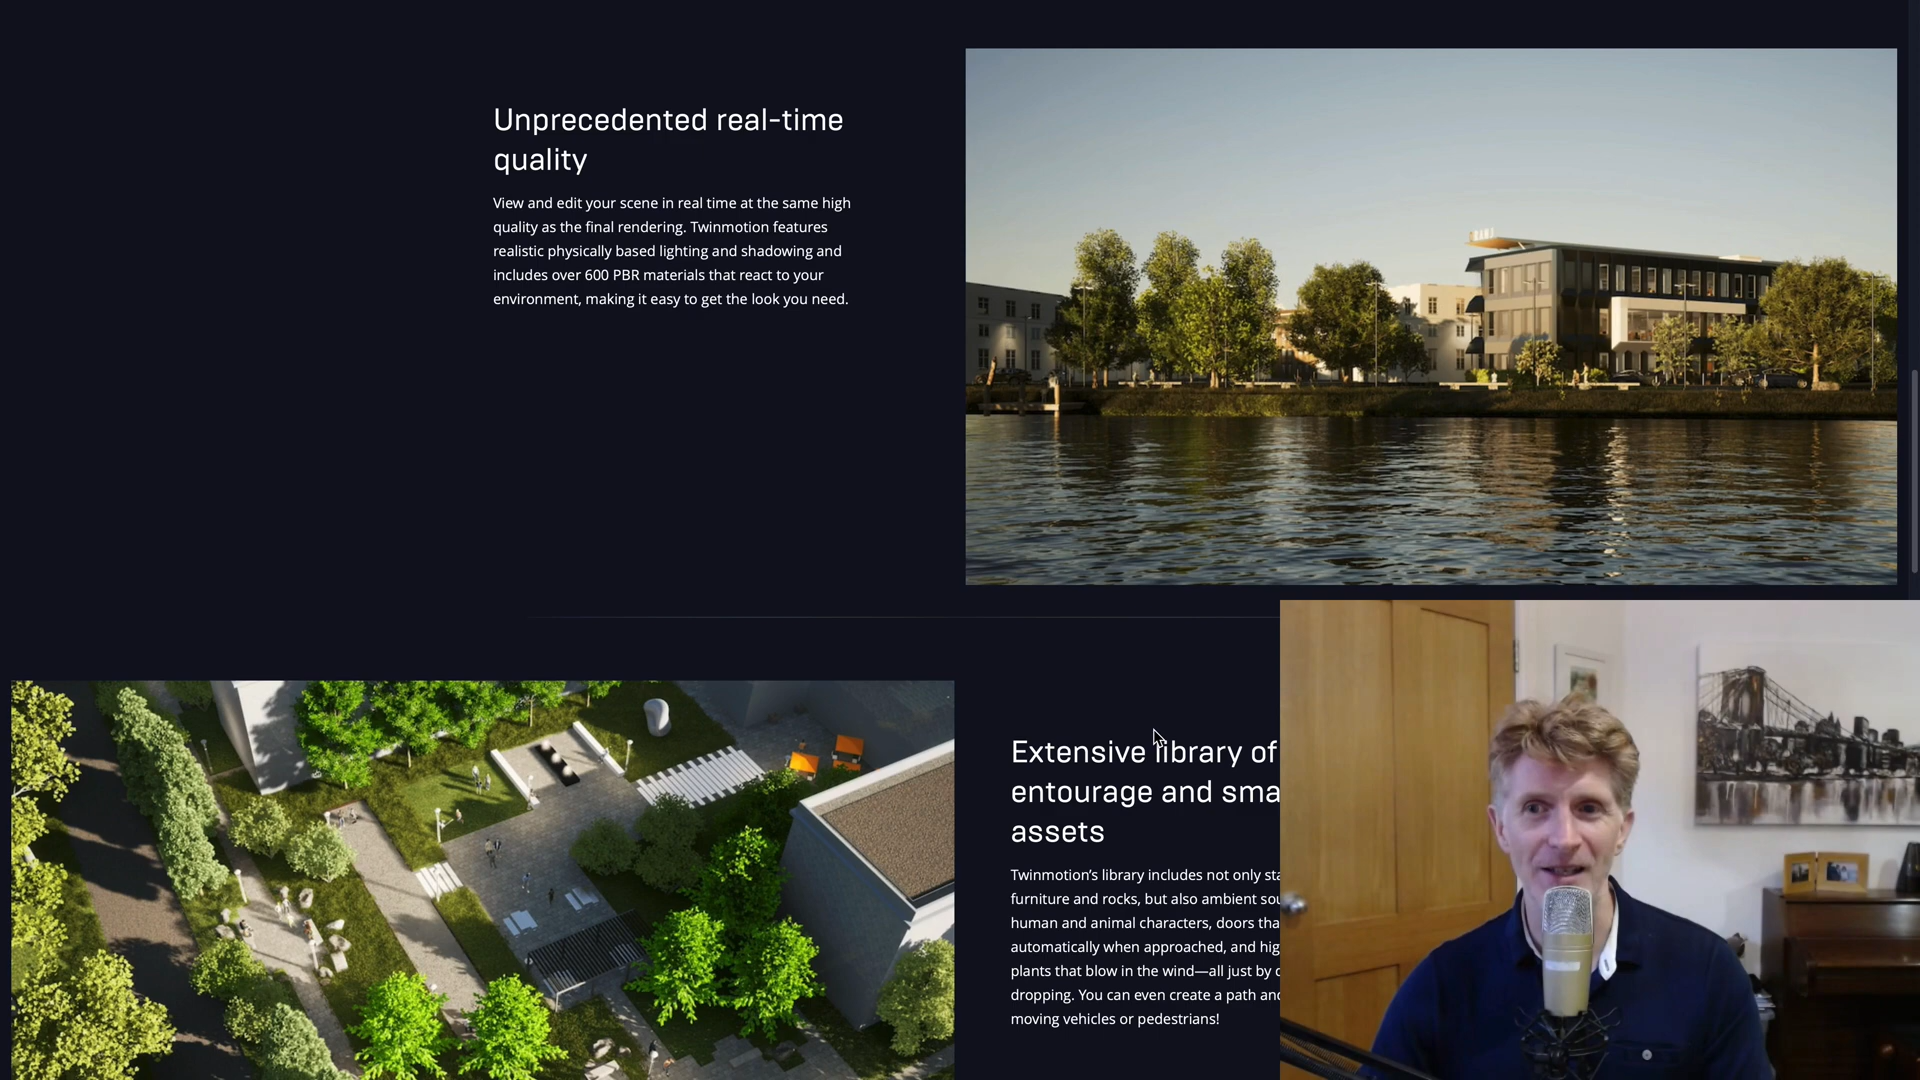 Unprecedented real-time
quality
View and edit your scene in real time at the same high
quality as the final rendering. Twinmotion features
realistic physically based lighting and shadowing and
includes over 600 PBR materials that react to your
environment, making it easy to get the look you need.
Extensive library of
entourage and sma
assets
Twinmotion’s library includes not only sta
furniture and rocks, but also ambient sou
human and animal characters, doors tha
automatically when approached, and hig
plants that blow in the wind—all just by d
dropping. You can even create a path and
moving vehicles or pedestrians!